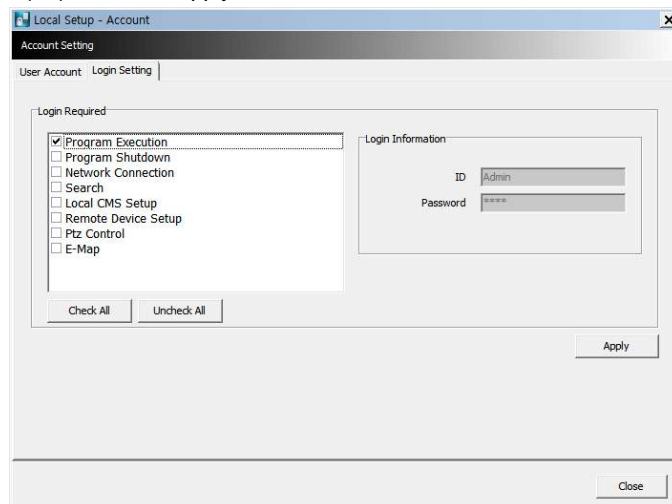 Local Setup - Account
Account Setting
User Account Login Setting
Login Required
Program Execution
Program Shutdown
Network Connection
Search
Local CMS Setup
Remote Device Setup
Ptz Control
E-Map
Check All Uncheck All
Login Information
ID Admin
Password ****
Apply
Close